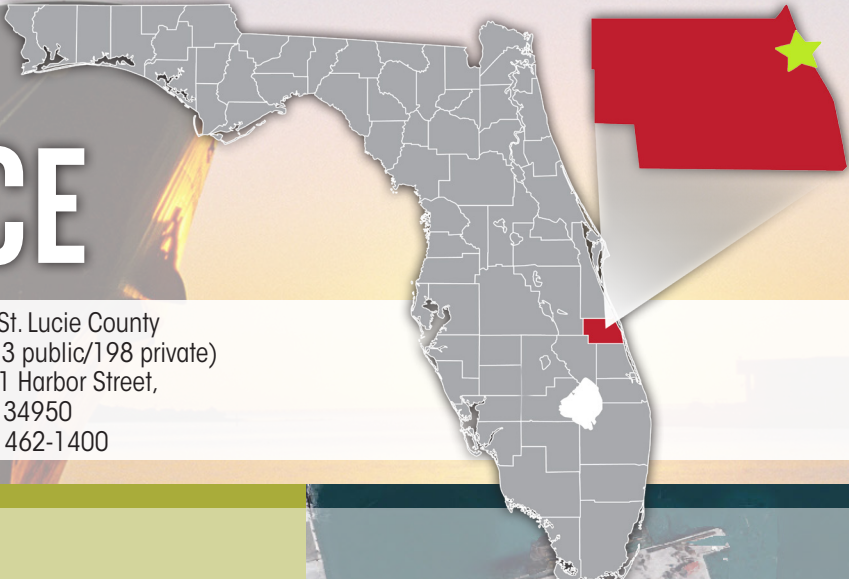 CE
St. Lucie County
3 public/198 private)
1 Harbor Street,
34950
462-1400